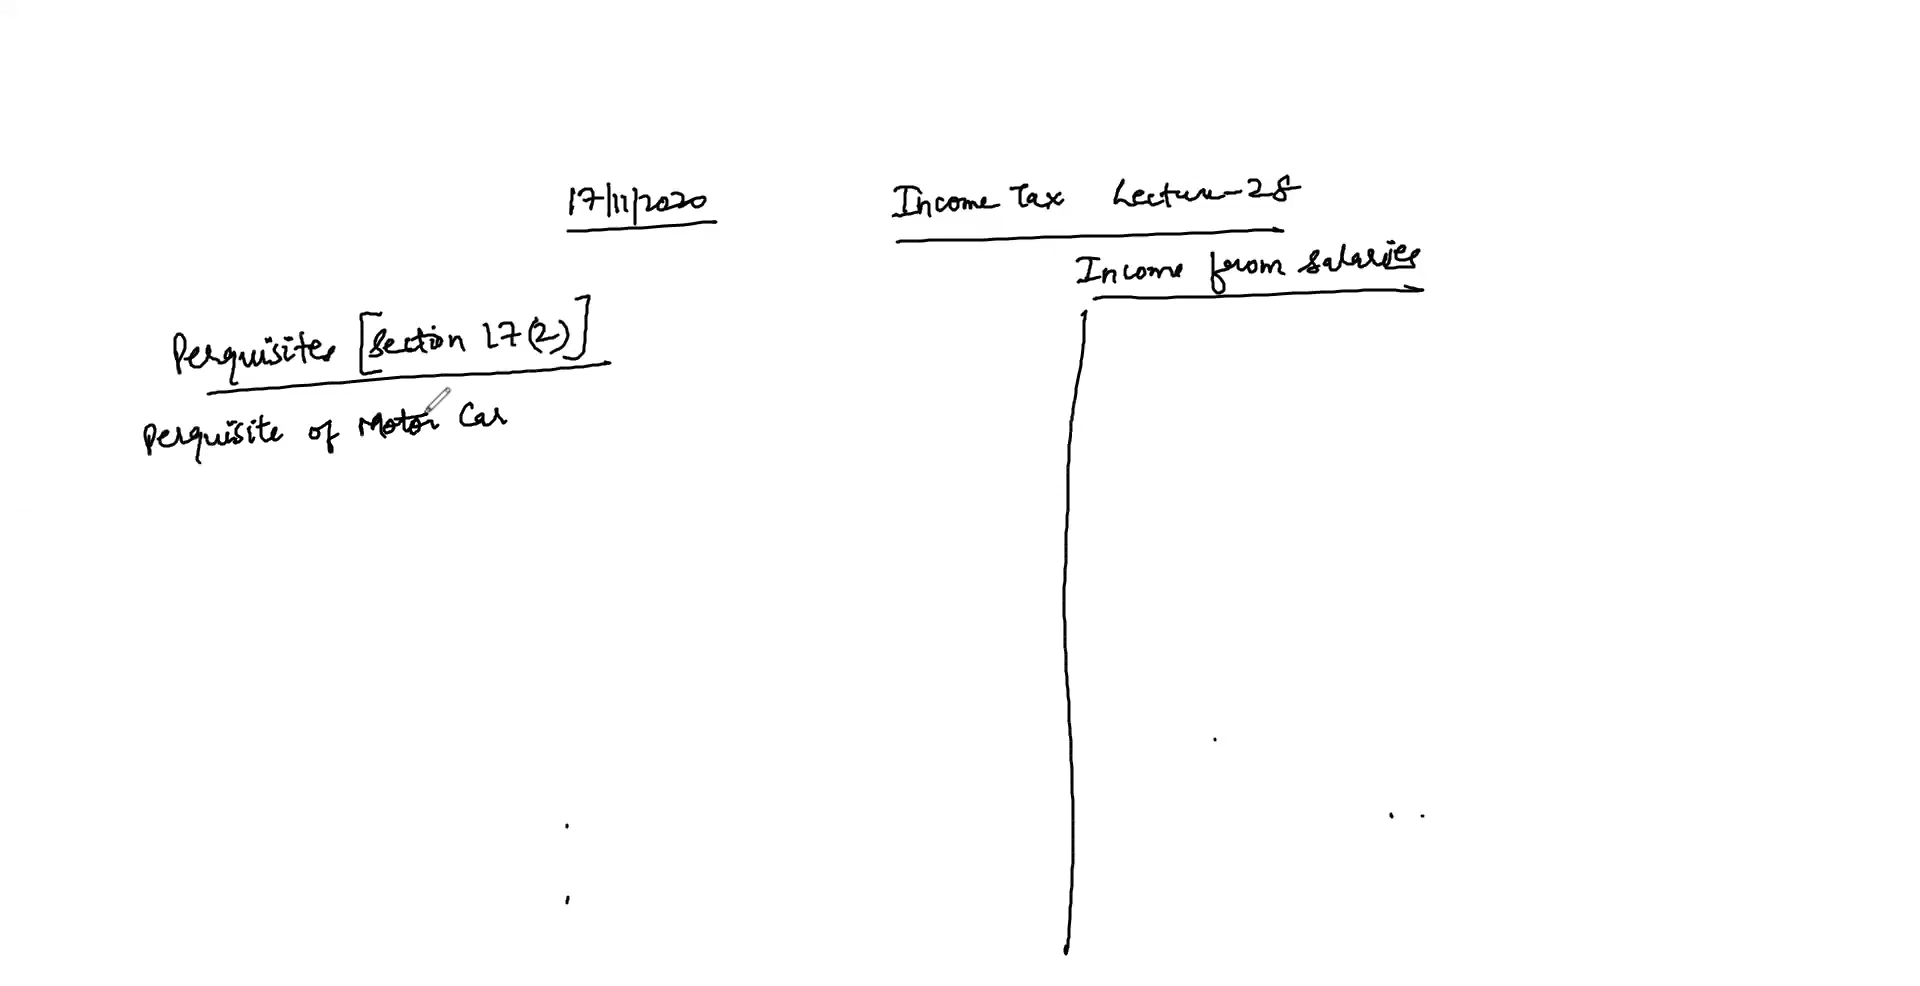 17/11/2020
Income Tax Lecture-28
Income from salaries
Perquisites [Section 17(2)]
Perquisite of Motor Car